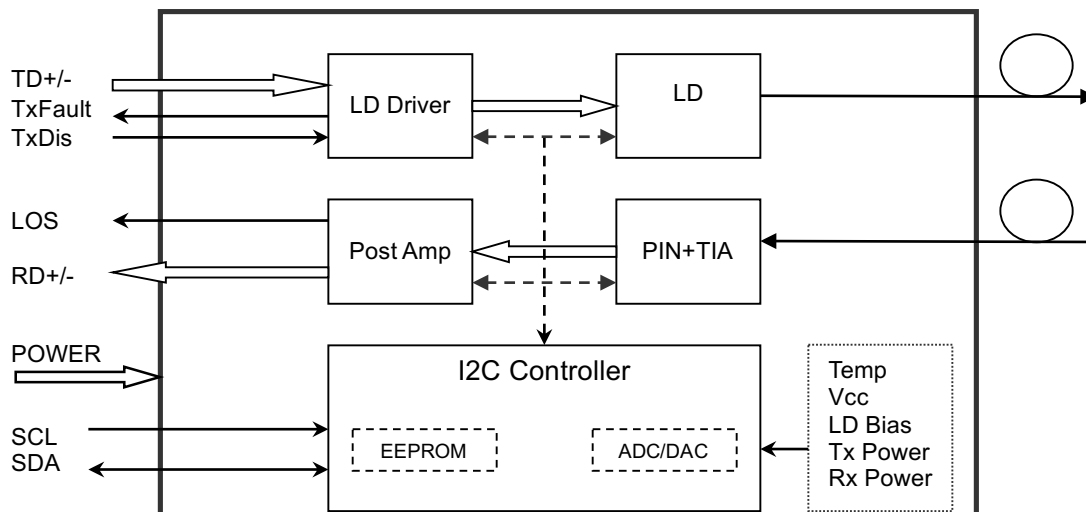 TD+/-
TxFault
TxDis
LD Driver
LD
LOS
RD+/-
Post Amp
PIN+TIA
POWER
SCL
SDA
I2C Controller
EEPROM
ADC/DAC
Temp
Vcc
LD Bias
Tx Power
Rx Power